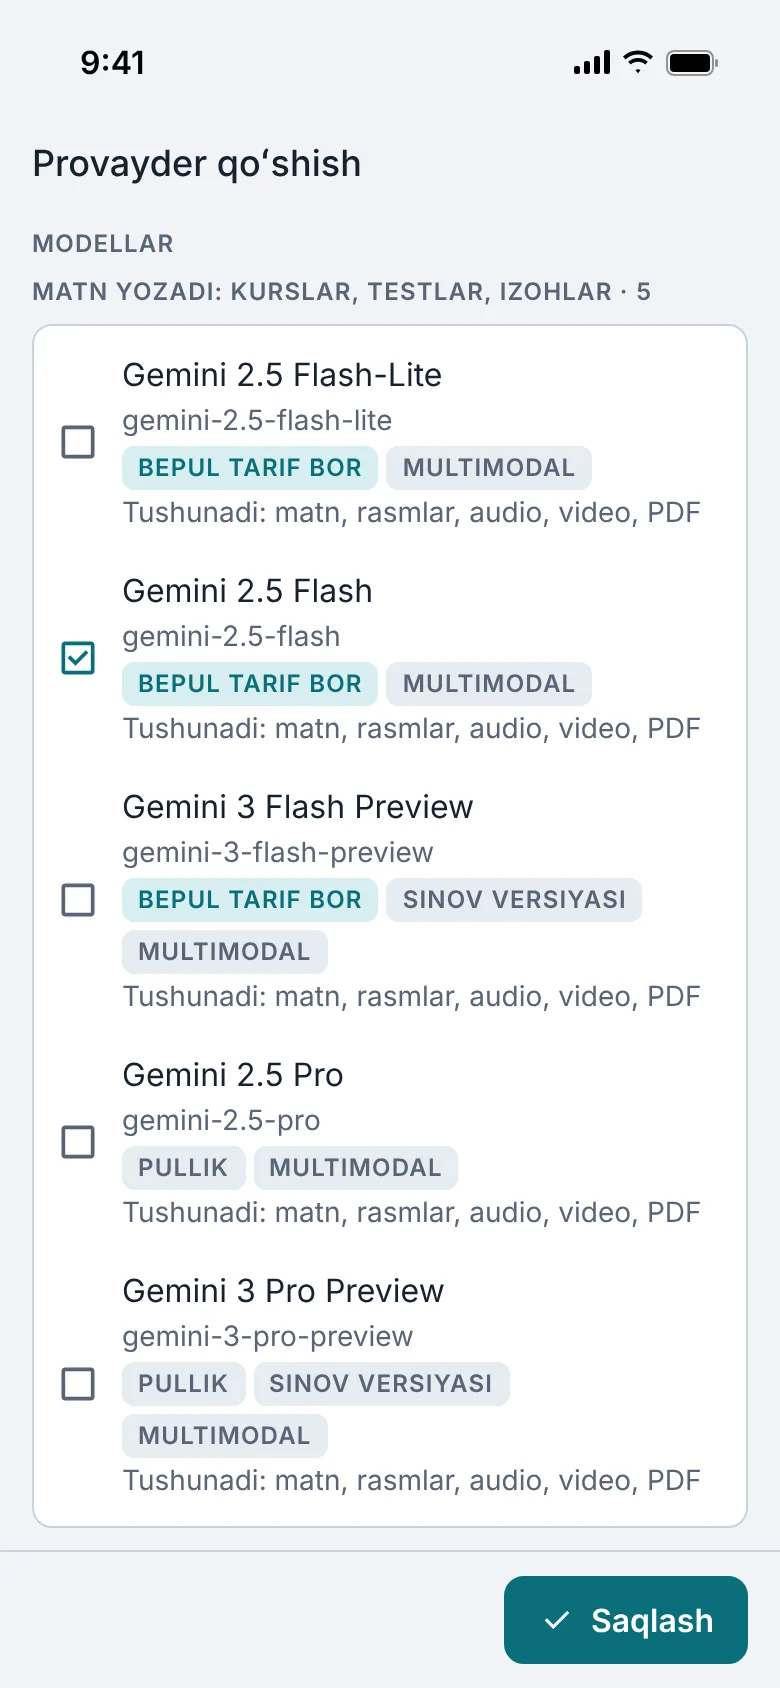 9:41
Provayder qoʻshish
MODELLAR
MATN YOZADI: KURSLAR, TESTLAR, IZOHLAR · 5
Gemini 2.5 Flash-Lite
gemini-2.5-flash-lite
BEPUL TARIF BOR MULTIMODAL
Tushunadi: matn, rasmlar, audio, video, PDF
Gemini 2.5 Flash
gemini-2.5-flash
BEPUL TARIF BOR MULTIMODAL
Tushunadi: matn, rasmlar, audio, video, PDF
Gemini 3 Flash Preview
gemini-3-flash-preview
BEPUL TARIF BOR SINOV VERSIYASI
MULTIMODAL
Tushunadi: matn, rasmlar, audio, video, PDF
Gemini 2.5 Pro
gemini-2.5-pro
PULLIK MULTIMODAL
Tushunadi: matn, rasmlar, audio, video, PDF
Gemini 3 Pro Preview
gemini-3-pro-preview
PULLIK SINOV VERSIYASI
MULTIMODAL
Tushunadi: matn, rasmlar, audio, video, PDF
Saqlash